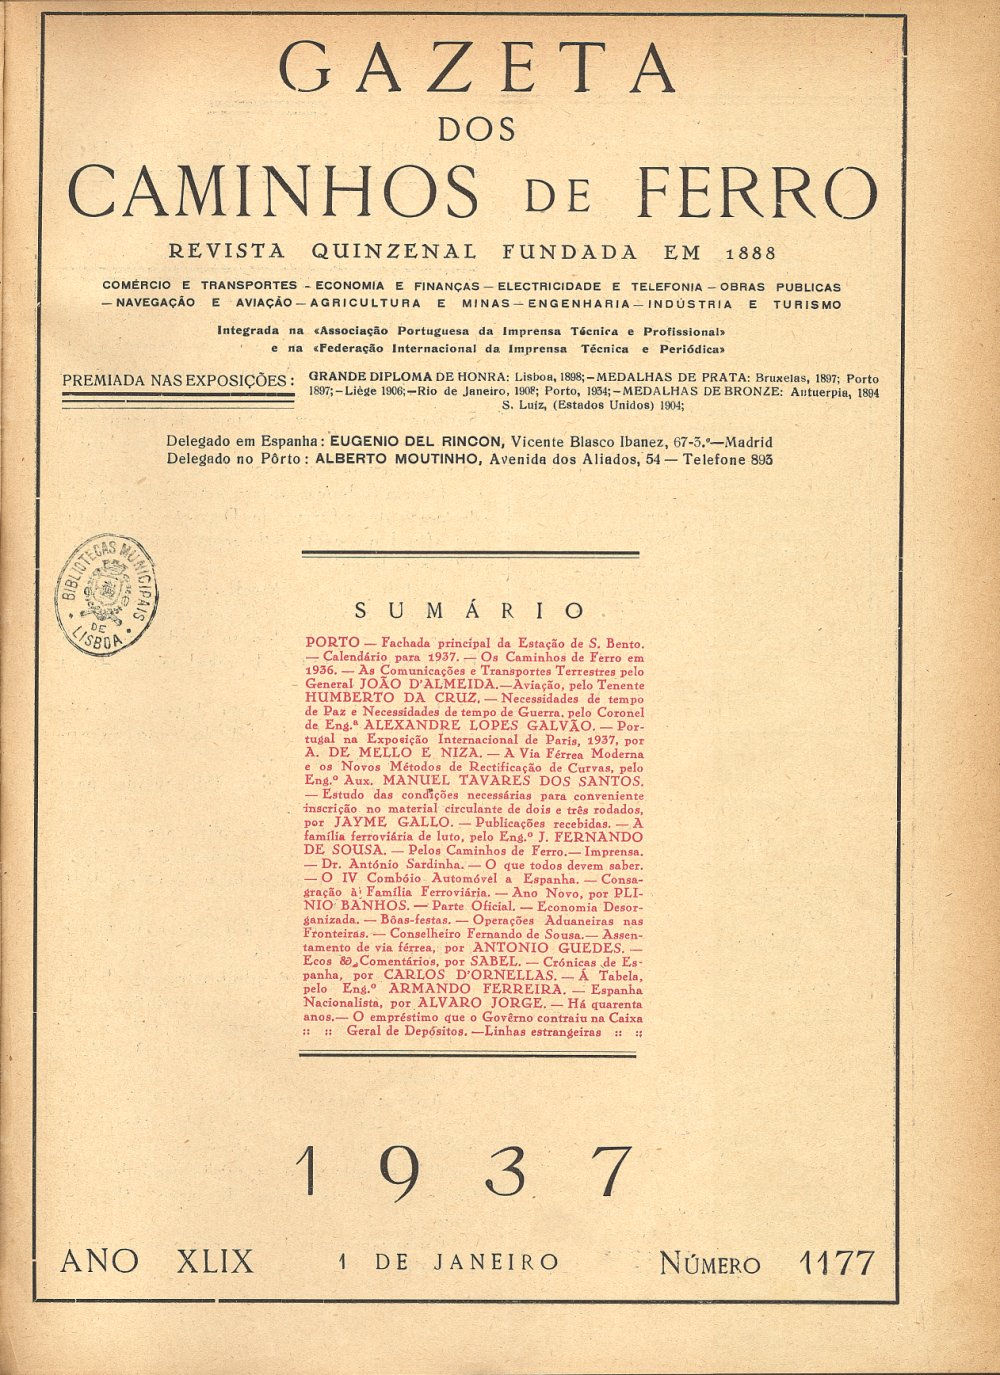 GAZETA
DOS
CAMINHOS DE FERRO
REVISTA QUINZENAL FUNDADA EM 1888
COMÉRCIO E TRANSPORTES - ECONOMIA E FINANÇAS — ELECTRICIDADE E TELEFONIA — OBRAS PUBLICAS
— NAVEGAÇÃO E AVIAÇÃO — AGRICULTURA E MINAS — ENGENHARIA — INDÚSTRIA E TURISMO
Integrada na «Associação Portuguesa da Imprensa Técnica e Profissional»
e na «Federação Internacional da Imprensa Técnica e Periódica»
PREMIADA NAS EXPOSIÇÕES:
GRANDE DIPLOMA DE HONRA: Lisboa, 1898;—MEDALHAS DE PRATA: Bruxelas, 1897; Porto
1897;—Liège 1906;—Rio de Janeiro, 1908; Porto, 1934;—MEDALHAS DE BRONZE: Antuerpia, 1894
S. Luíz, (Estados Unidos) 1904;
Delegado em Espanha: EUGENIO DEL RINCON, Vicente Blasco Ibanez, 67-3.º—Madrid
Delegado no Pôrto: ALBERTO MOUTINHO, Avenida dos Aliados, 54 — Telefone 893
BIBLIOTECAS MUNICIPAIS
DE
LISBOA
SUMÁRIO
PORTO — Fachada principal da Estação de S. Bento.
— Calendário para 1937. — Os Caminhos de Ferro em
1936. — As Comunicações e Transportes Terrestres pelo
General JOÃO D'ALMEIDA.—Aviação, pelo Tenente
HUMBERTO DA CRUZ. — Necessidades de tempo
de Paz e Necessidades de tempo de Guerra, pelo Coronel
de Eng.ª ALEXANDRE LOPES GALVÃO. — Por-
tugal na Exposição Internacional de Paris, 1937, por
A. DE MELLO E NIZA. — A Via Férrea Moderna
e os Novos Métodos de Rectificação de Curvas, pelo
Eng.º Aux. MANUEL TAVARES DOS SANTOS.
— Estudo das condições necessárias para conveniente
inscrição no material circulante de dois e três rodados,
por JAYME GALLO. — Publicações recebidas. — A
família ferroviária de luto, pelo Eng.º J. FERNANDO
DE SOUSA. — Pelos Caminhos de Ferro.— Imprensa.
— Dr. António Sardinha. — O que todos devem saber.
— O IV Combóio Automóvel a Espanha. — Consa-
gração à Família Ferroviária. — Ano Novo, por PLI-
NIO BANHOS. — Parte Oficial. — Economia Desor-
ganizada. — Bôas-festas. — Operações Aduaneiras nas
Fronteiras. — Conselheiro Fernando de Sousa.— Assen-
tamento de via férrea, por ANTONIO GUEDES. —
Ecos & Comentários, por SABEL. — Crónicas de Es-
panha, por CARLOS D'ORNELLAS. — Á Tabela,
pelo Eng.º ARMANDO FERREIRA. — Espanha
Nacionalista, por ALVARO JORGE. — Há quarenta
anos.— O empréstimo que o Govêrno contraiu na Caixa
:: :: Geral de Depósitos. —Linhas estrangeiras :: ::
1937
ANO XLIX 1 DE JANEIRO NÚMERO 1177